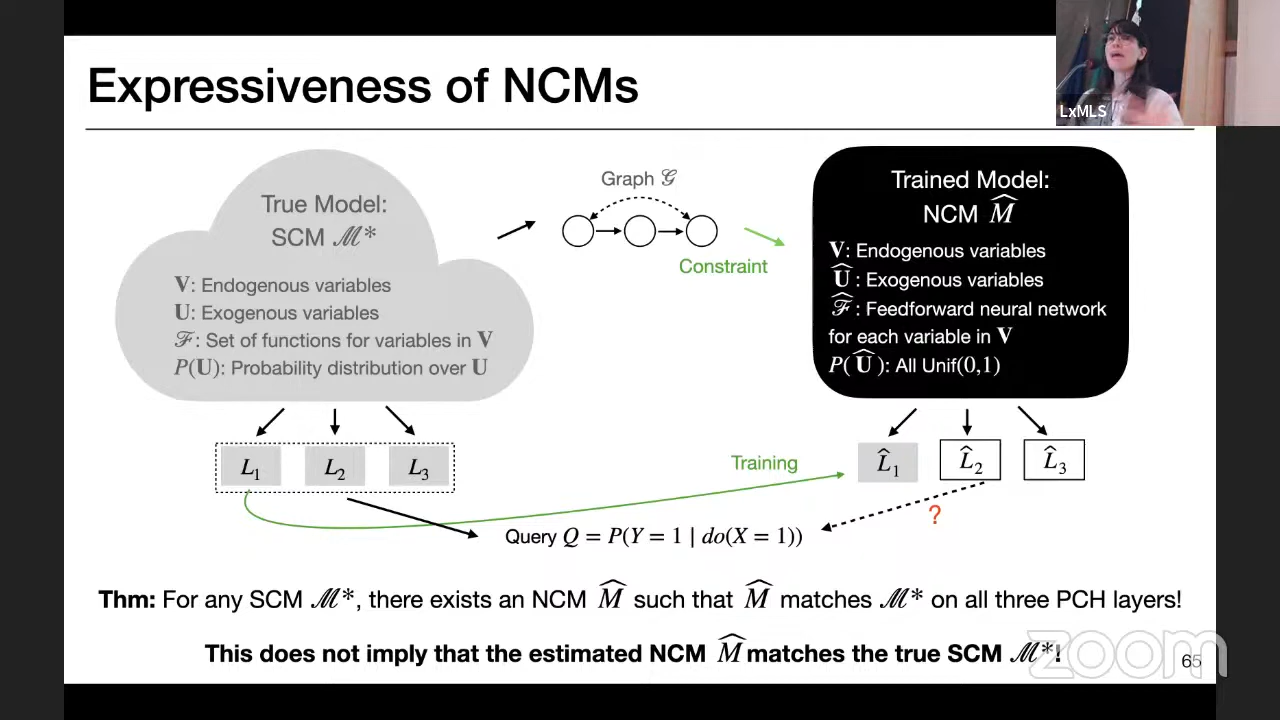 Expressiveness of NCMs
LxMLS
True Model:
SCM ℳ*
V: Endogenous variables
U: Exogenous variables
ℱ: Set of functions for variables in V
P(U): Probability distribution over U
Graph 𝒢
Constraint
Trained Model:
NCM M̂
V: Endogenous variables
Û: Exogenous variables
ℱ̂: Feedforward neural network
for each variable in V
P(Û): All Unif(0,1)
L₁ L₂ L₃
Training
L̂₁ L̂₂ L̂₃
?
Query Q = P(Y = 1 | do(X = 1))
Thm: For any SCM ℳ*, there exists an NCM M̂ such that M̂ matches ℳ* on all three PCH layers!
This does not imply that the estimated NCM M̂ matches the true SCM ℳ*!
zoom
65